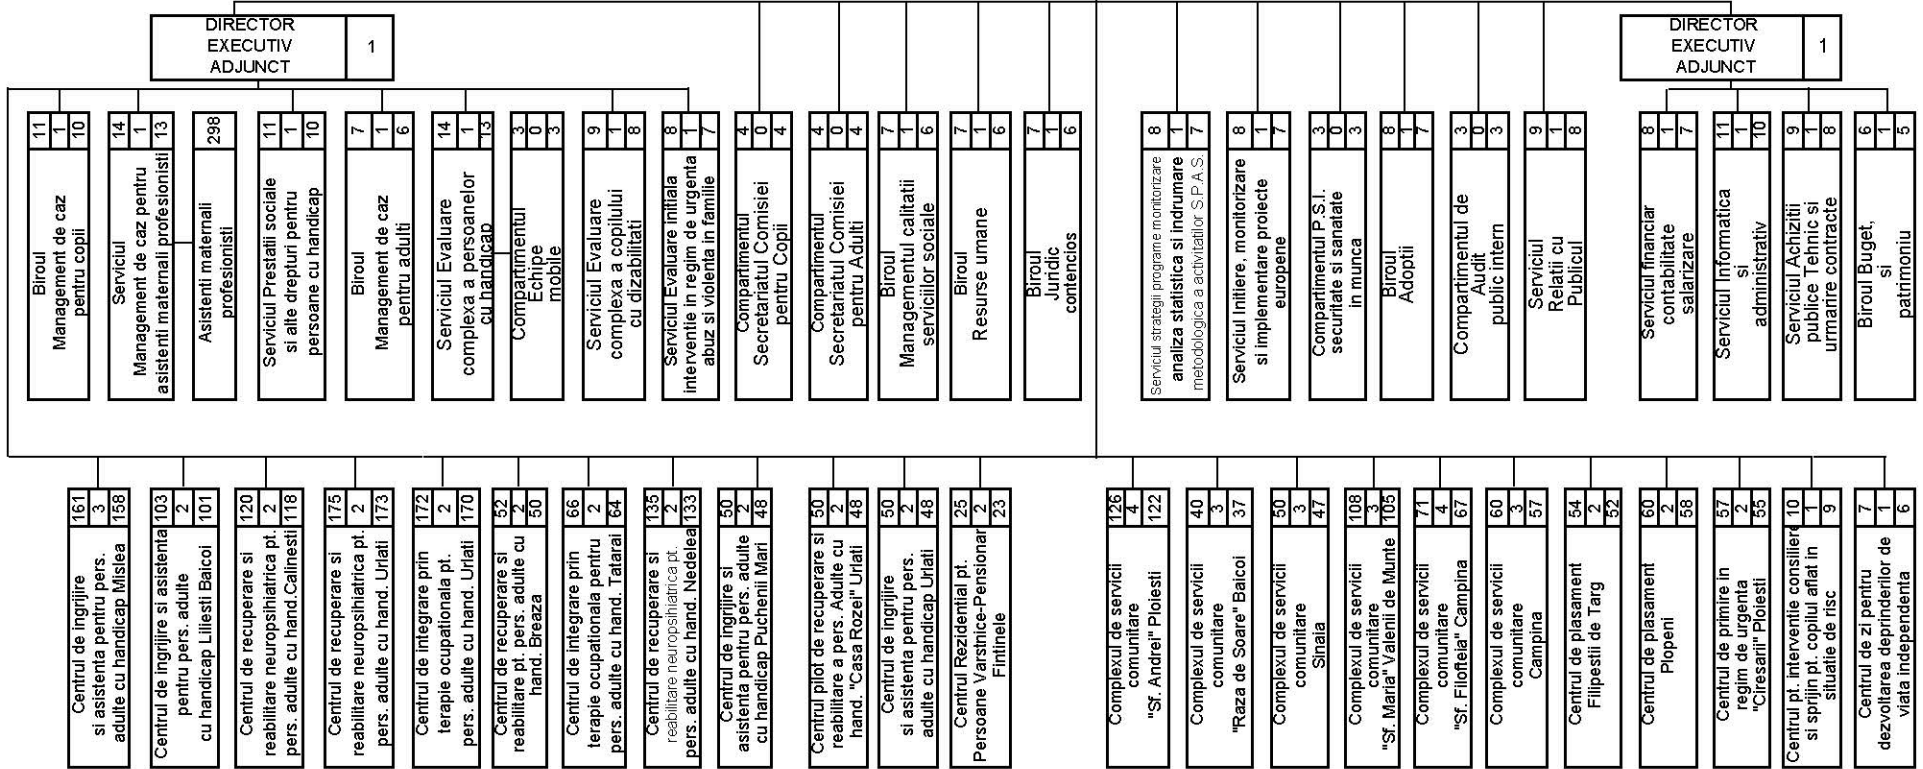 DIRECTOR
EXECUTIV
ADJUNCT
1
DIRECTOR
EXECUTIV
ADJUNCT
1
11
1
10
Biroul
Management de caz
pentru copii
14
1
13
Serviciul
Management de caz pentru
asistenti maternali profesionisti
298
Asistenti maternali
profesionisti
11
1
10
Serviciul Prestatii sociale
si alte drepturi pentru
persoane cu handicap
7
1
6
Biroul
Management de caz
pentru adulti
14
1
13
Serviciul Evaluare
complexa a persoanelor
cu handicap
3
0
3
Compartimentul
Echipe
mobile
9
1
8
Serviciul Evaluare
complexa a copilului
cu dizabilitati
8
1
7
Serviciul Evaluare initiala
interventie in regim de urgenta
abuz si violenta in familie
4
0
4
Compartimentul
Secretariatul Comisiei
pentru Copii
4
0
4
Compartimentul
Secretariatul Comisiei
pentru Adulti
7
1
6
Biroul
Managementul calitatii
serviciilor sociale
7
1
6
Biroul
Resurse umane
7
1
6
Biroul
Juridic
contencios
8
1
7
Serviciul strategii programe monitorizare
analiza statistica si indrumare
metodologica a activitatilor S.P.A.S.
8
1
7
Serviciul Initiere, monitorizare
si implementare proiecte
europene
3
0
3
Compartimentul P.S.I.
securitate si sanatate
in munca
8
1
7
Biroul
Adoptii
3
0
3
Compartimentul de
Audit
public intern
9
1
8
Serviciul
Relatii cu
Publicul
8
1
7
Serviciul financiar
contabilitate
salarizare
11
1
10
Serviciul Informatica
si
administrativ
9
1
8
Serviciul Achizitii
publice Tehnic si
urmarire contracte
6
1
5
Biroul Buget,
si
patrimoniu
161
3
158
Centrul de ingrijire
si asistenta pentru pers.
adulte cu handicap Mislea
103
2
101
Centrul de ingrijire si asistenta
pentru pers. adulte
cu handicap Liliesti Baicoi
120
2
118
Centrul de recuperare si
reabilitare neuropsihiatrica pt.
pers. adulte cu hand.Calinesti
175
2
173
Centrul de recuperare si
reabilitare neuropsihiatrica pt.
pers. adulte cu hand. Urlati
172
2
170
Centrul de integrare prin
terapie ocupationala pt.
pers. adulte cu hand. Urlati
52
2
50
Centrul de recuperare si
reabilitare pt. pers. adulte cu
hand. Breaza
66
2
64
Centrul de integrare prin
terapie ocupationala pentru
pers. adulte cu hand. Tatarai
135
2
133
Centrul de recuperare si
reabilitare neuropsihiatrica pt.
pers. adulte cu hand. Nedelea
50
2
48
Centrul de ingrijire si
asistenta pentru pers. adulte
cu handicap Puchenii Mari
50
2
48
Centrul pilot de recuperare si
reabilitare a pers. Adulte cu
hand. "Casa Rozei" Urlati
50
2
48
Centrul de ingrijire
si asistenta pentru pers.
adulte cu handicap Urlati
25
2
23
Centrul Rezidential pt.
Persoane Varstnice-Pensionar
Fintinele
126
4
122
Complexul de servicii
comunitare
"Sf. Andrei" Ploiesti
40
3
37
Complexul de servicii
comunitare
"Raza de Soare" Baicoi
50
3
47
Complexul de servicii
comunitare
Sinaia
108
3
105
Complexul de servicii
comunitare
"Sf. Maria" Valenii de Munte
71
4
67
Complexul de servicii
comunitare
"Sf. Filofteia" Campina
60
3
57
Complexul de servicii
comunitare
Campina
54
2
52
Centrul de plasament
Filipestii de Targ
60
2
58
Centrul de plasament
Plopeni
57
2
55
Centrul de primire in
regim de urgenta
"Ciresarii" Ploiesti
10
1
9
Centrul pt. interventie consiliere
si sprijin pt. copilul aflat in
situatie de risc
7
1
6
Centrul de zi pentru
dezvoltarea deprinderilor de
viata independenta